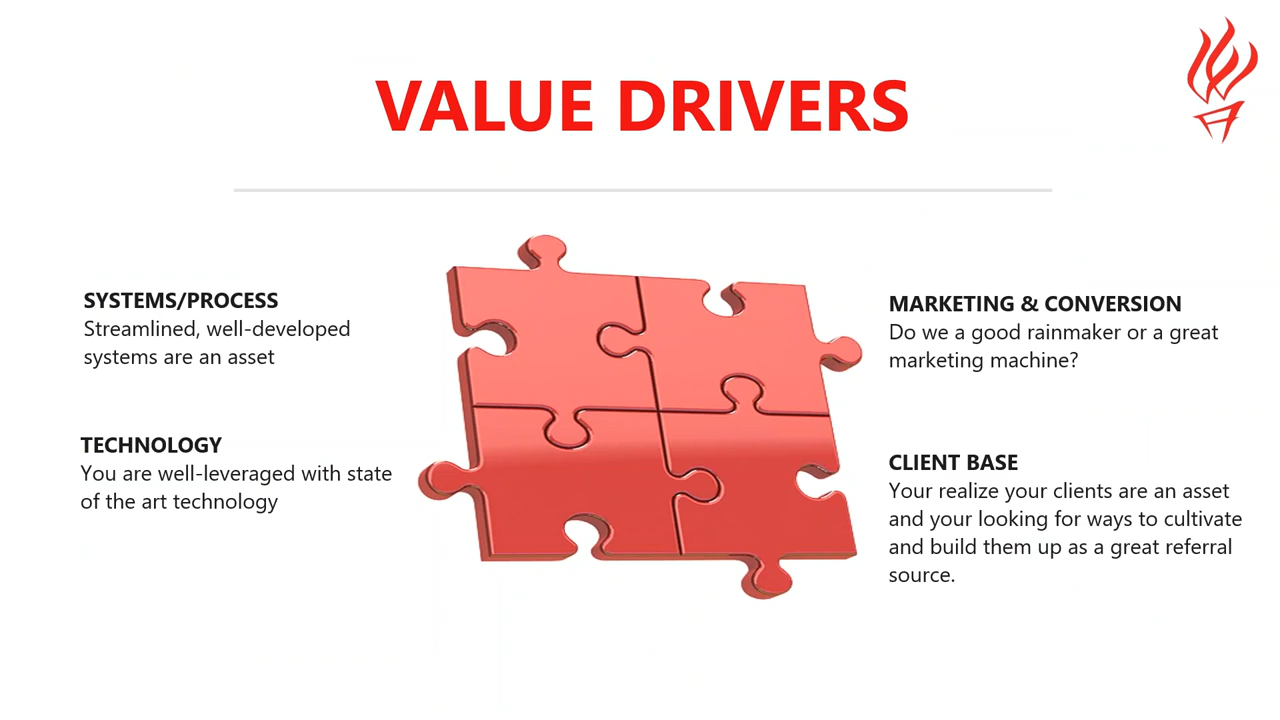 VALUE DRIVERS
SYSTEMS/PROCESS
Streamlined, well-developed
systems are an asset
TECHNOLOGY
You are well-leveraged with state
of the art technology
MARKETING & CONVERSION
Do we a good rainmaker or a great
marketing machine?
CLIENT BASE
Your realize your clients are an asset
and your looking for ways to cultivate
and build them up as a great referral
source.